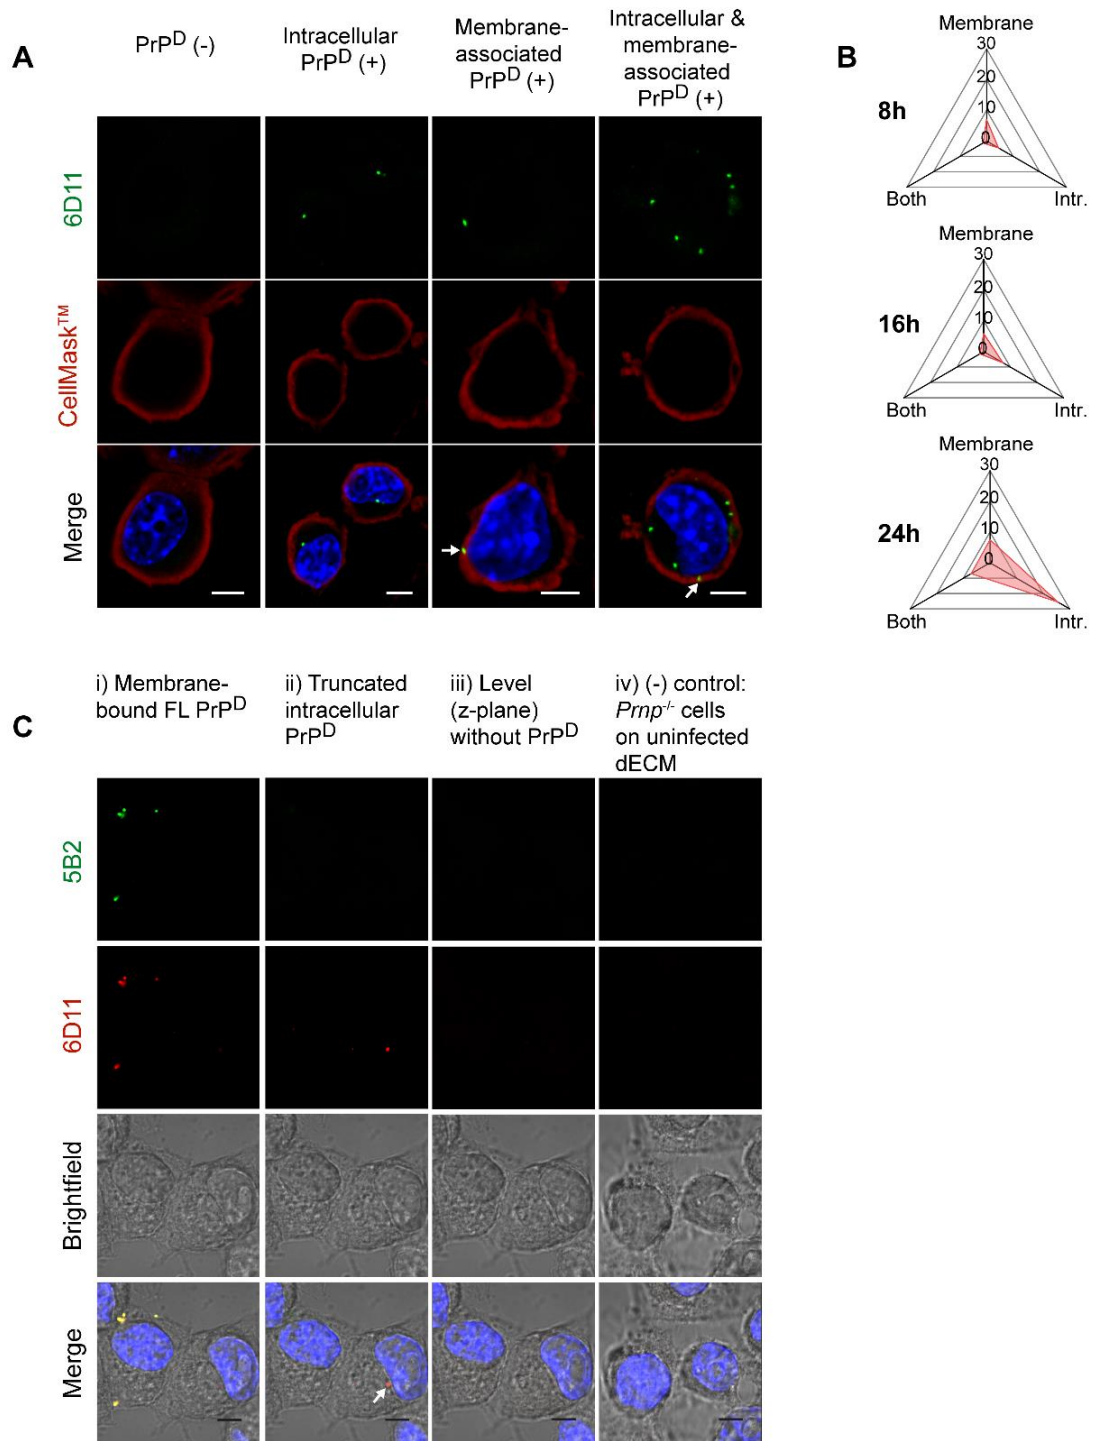 A
PrPD (-)
Intracellular
PrPD (+)
Membrane-
associated
PrPD (+)
Intracellular &
membrane-
associated
PrPD (+)
6D11
CellMaskTM
Merge
B
8h
Membrane
30
20
10
0
Both
Intr.
16h
Membrane
30
20
10
0
Both
Intr.
24h
Membrane
30
20
10
0
Both
Intr.
C
i) Membrane-
bound FL PrPD
ii) Truncated
intracellular
PrPD
iii) Level
(z-plane)
without PrPD
iv) (-) control:
Prnp-/- cells
on uninfected
dECM
5B2
6D11
Brightfield
Merge